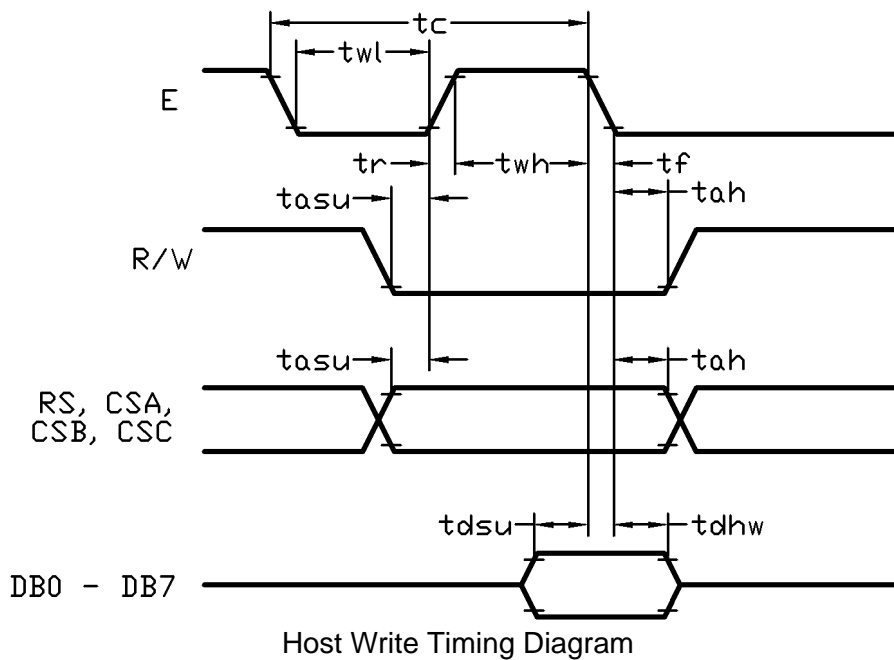 tc
twl
E
tr
twh
tf
tasu
tah
R/W
tasu
tah
RS, CSA,
CSB, CSC
tdsu
tdhw
DB0 - DB7
Host Write Timing Diagram